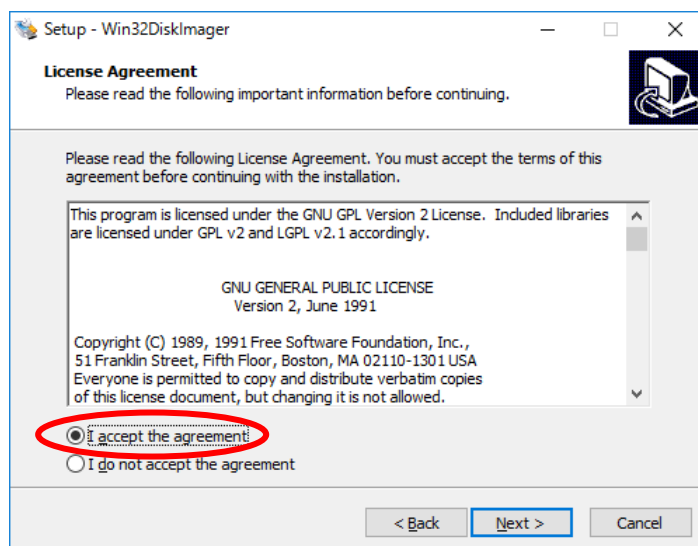 Setup - Win32DiskImager
License Agreement
Please read the following important information before continuing.
Please read the following License Agreement. You must accept the terms of this
agreement before continuing with the installation.
This program is licensed under the GNU GPL Version 2 License.  Included libraries
are licensed under GPL v2 and LGPL v2.1 accordingly.
GNU GENERAL PUBLIC LICENSE
Version 2, June 1991
Copyright (C) 1989, 1991 Free Software Foundation, Inc.,
51 Franklin Street, Fifth Floor, Boston, MA 02110-1301 USA
Everyone is permitted to copy and distribute verbatim copies
of this license document, but changing it is not allowed.
I accept the agreement
I do not accept the agreement
< Back
Next >
Cancel